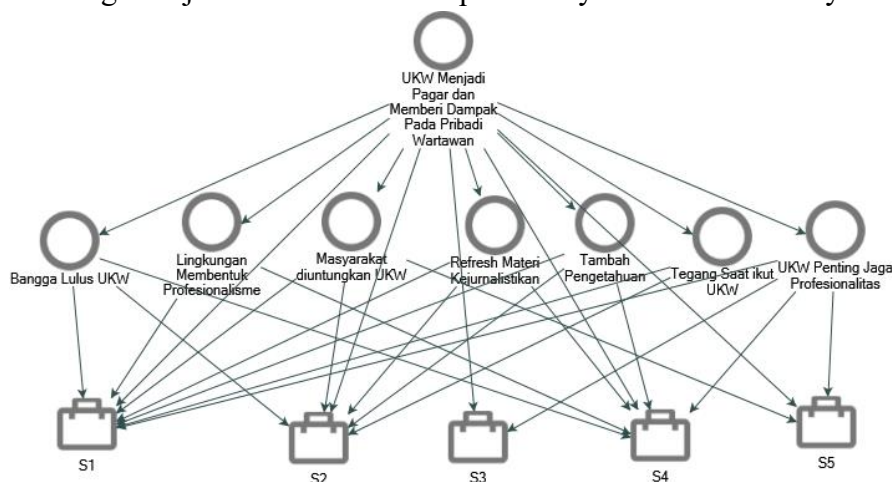 UKW Menjadi
Pagar dan
Memberi Dampak
Pada Pribadi
Wartawan
Bangga Lulus UKW
Lingkungan
Membentuk
Profesionalisme
Masyarakat
diuntungkan UKW
Refresh Materi
Kejurnalistikan
Tambah
Pengetahuan
Tegang Saat ikut
UKW
UKW Penting Jaga
Profesionalitas
S1
S2
S3
S4
S5